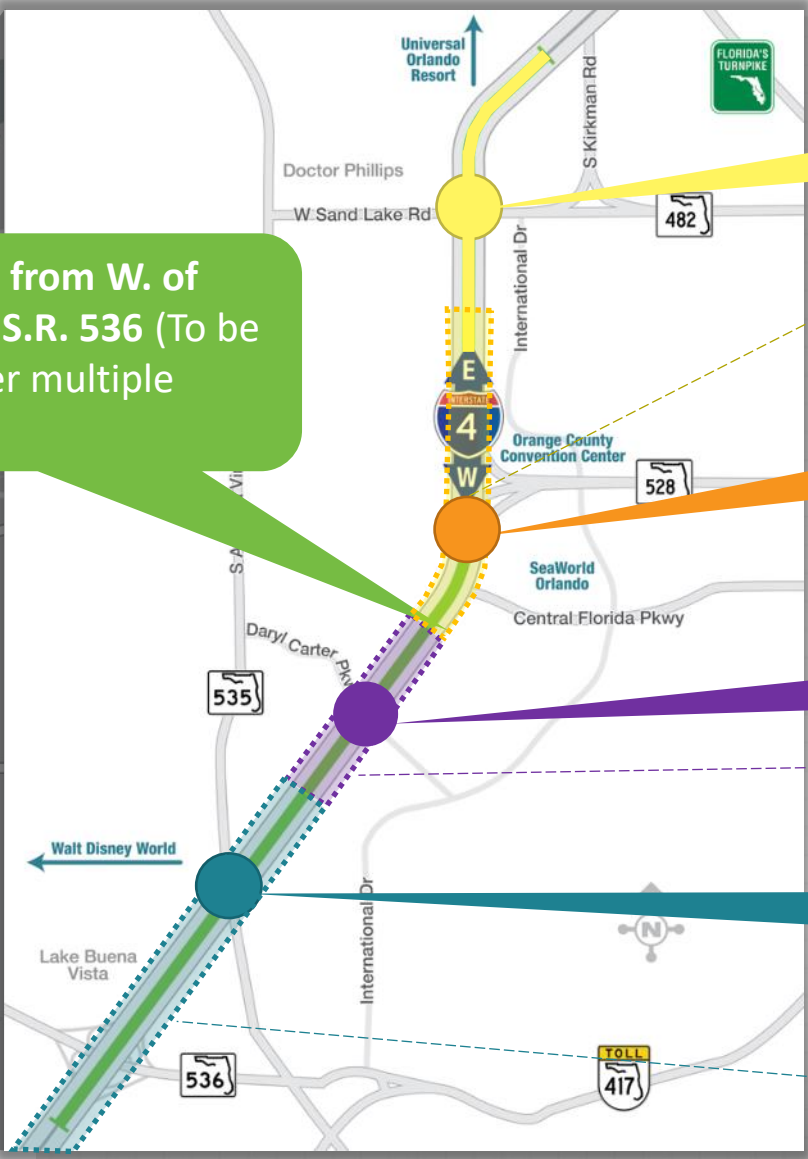 Universal
Orlando
Resort
FLORIDA'S
TURNPIKE
S Kirkman Rd
Doctor Phillips
W Sand Lake Rd
482
International Dr
from W. of
S.R. 536 (To be
multiple
E
INTERSTATE
4
W
Orange County
Convention Center
528
SeaWorld
Orlando
Central Florida Pkwy
Daryl Carter
535
Walt Disney World
International Dr
N
Lake Buena
Vista
536
TOLL
417